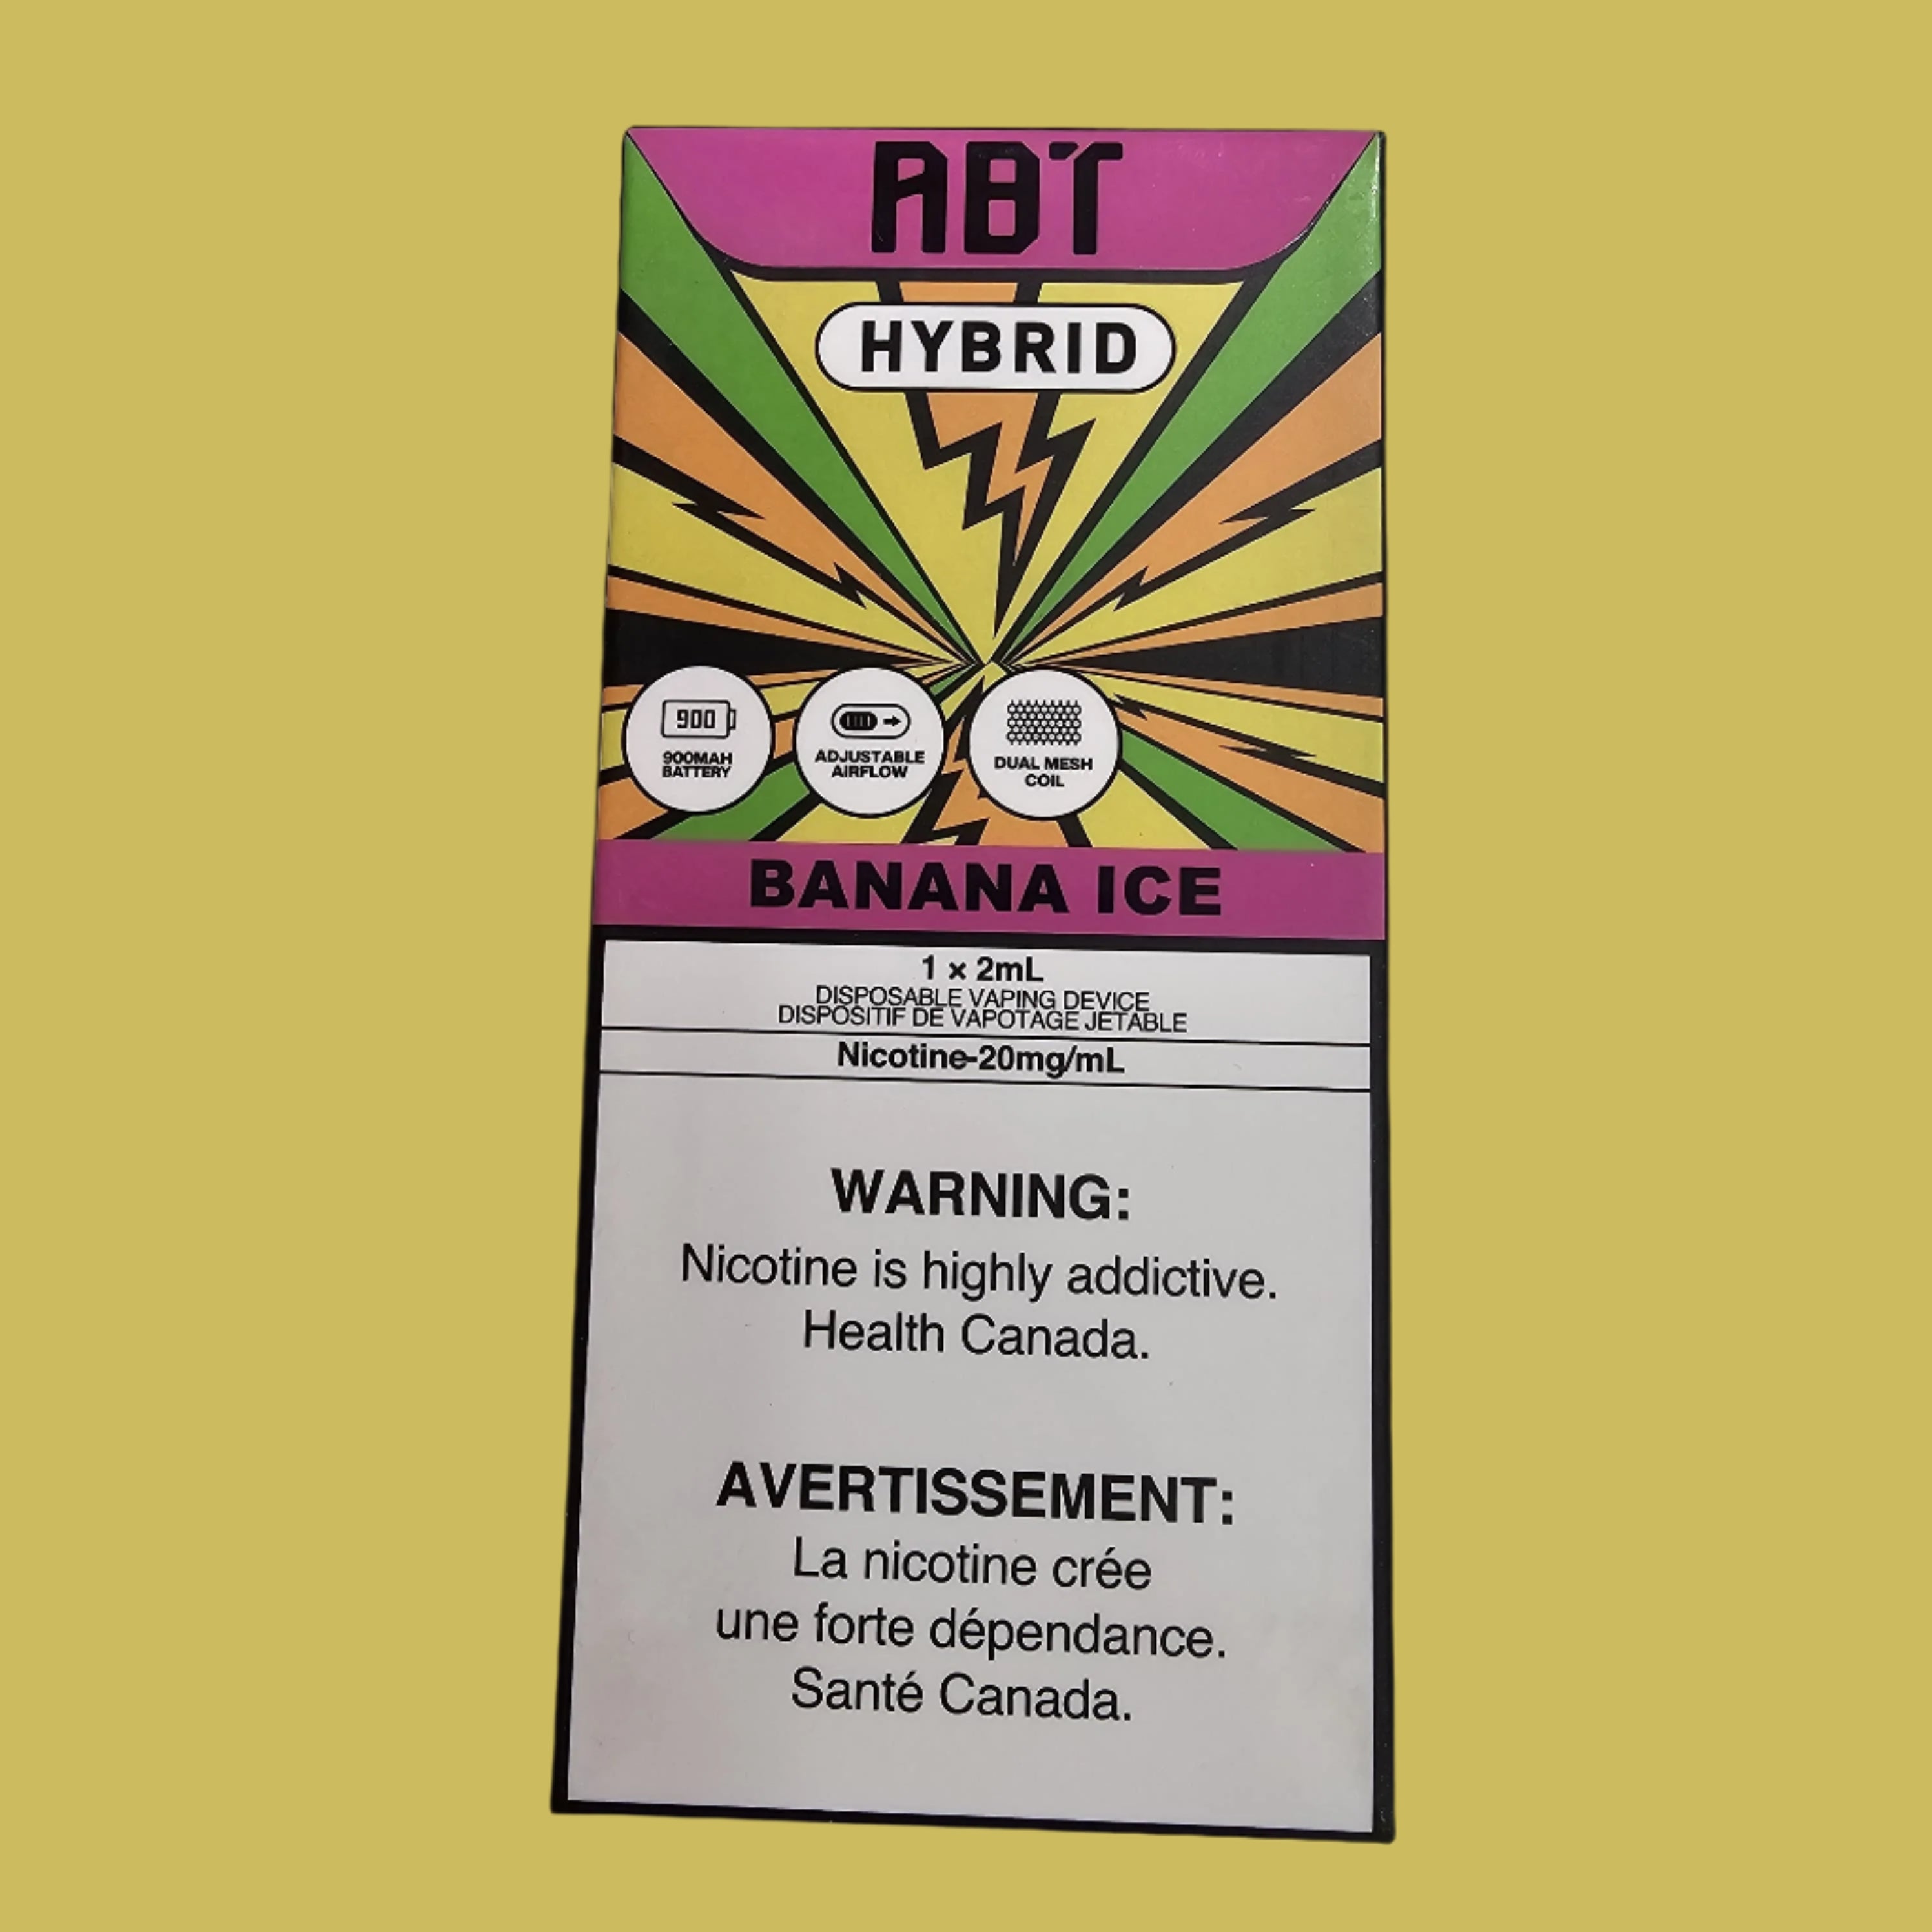 ABT
HYBRID
900
900MAH
BATTERY
ADJUSTABLE
AIRFLOW
DUAL MESH
COIL
BANANA ICE
1 × 2mL
DISPOSABLE VAPING DEVICE
DISPOSITIF DE VAPOTAGE JETABLE
Nicotine-20mg/mL
WARNING:
Nicotine is highly addictive.
Health Canada.
AVERTISSEMENT:
La nicotine crée
une forte dépendance.
Santé Canada.